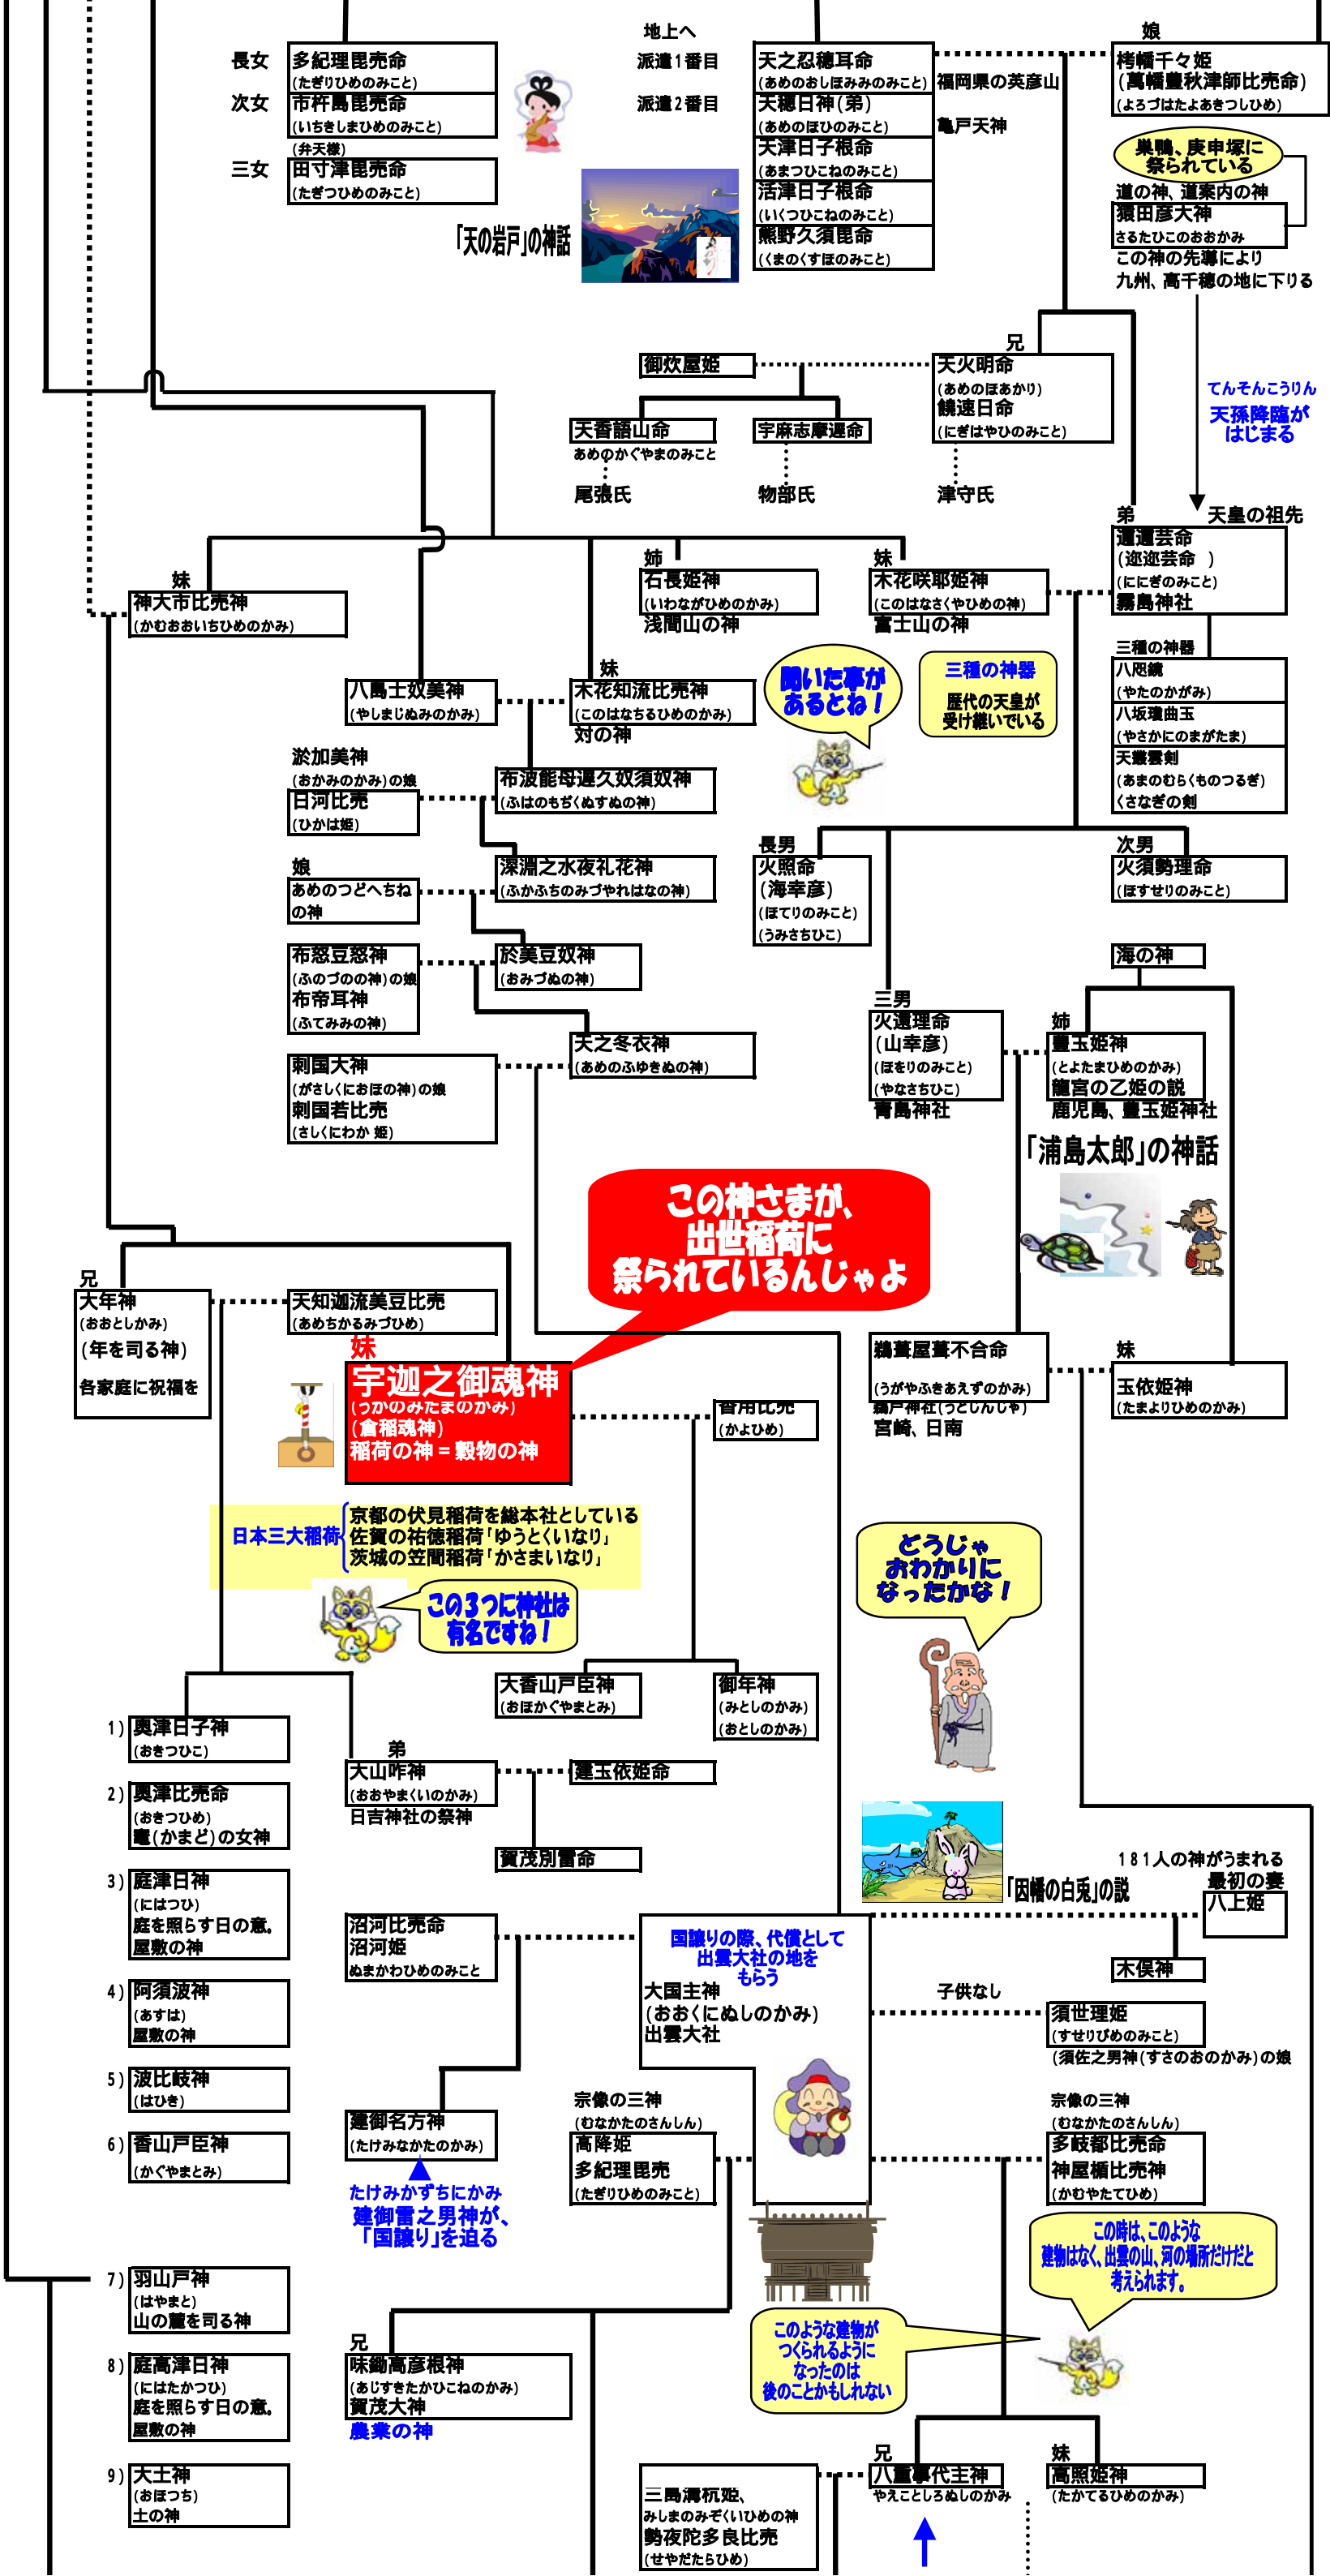 地上へ
娘
長女
多紀理毘売命
(たぎりひめのみこと)
次女
市杵島毘売命
(いちきしまひめのみこと)
(弁天様)
三女
田寸津毘売命
(たぎつひめのみこと)
派遣1番目
天之忍穂耳命
(あめのおしほみみのみこと)
福岡県の英彦山
派遣2番目
天穂日神(弟)
(あめのほひのみこと)
亀戸天神
天津日子根命
(あまつひこねのみこと)
活津日子根命
(いくつひこねのみこと)
熊野久須毘命
(くまのくすほのみこと)
栲幡千々姫
(萬幡豊秋津師比売命)
(よろづはたよあきつしひめ)
巣鴨、庚申塚に
祭られている
道の神、道案内の神
猿田彦大神
さるたひこのおおかみ
この神の先導により
九州、高千穂の地に下りる
「天の岩戸」の神話
兄
御炊屋姫
天火明命
(あめのほあかり)
饒速日命
(にぎはやひのみこと)
てんそんこうりん
天孫降臨が
はじまる
天香語山命
あめのかぐやまのみこと
宇麻志摩遅命
尾張氏
物部氏
津守氏
弟
天皇の祖先
邇邇芸命
(迩迩芸命 )
(ににぎのみこと)
霧島神社
妹
神大市比売神
(かむおおいちひめのかみ)
姉
石長姫神
(いわながひめのかみ)
浅間山の神
妹
木花咲耶姫神
(このはなさくやひめの神)
富士山の神
三種の神器
八咫鏡
(やたのかがみ)
八坂瓊曲玉
(やさかにのまがたま)
天叢雲剣
(あまのむらくものつるぎ)
くさなぎの剣
八島士奴美神
(やしまじぬみのかみ)
妹
木花知流比売神
(このはなちるひめのかみ)
対の神
聞いた事が
あるとね!
三種の神器
歴代の天皇が
受け継いでいる
淤加美神
(おかみのかみ)の娘
日河比売
(ひかは姫)
布波能母遅久奴須奴神
(ふはのもぢくぬすぬの神)
娘
あめのつどへちね
の神
深淵之水夜礼花神
(ふかふちのみづやれはなの神)
長男
火照命
(海幸彦)
(ほてりのみこと)
(うみさちひこ)
次男
火須勢理命
(ほすせりのみこと)
布怒豆怒神
(ふのづのの神)の娘
布帝耳神
(ふてみみの神)
於美豆奴神
(おみづぬの神)
海の神
刺国大神
(がさしくにおほの神)の娘
刺国若比売
(さしくにわか 姫)
天之冬衣神
(あめのふゆきぬの神)
三男
火遠理命
(山幸彦)
(ほをりのみこと)
(やなさちひこ)
青島神社
姉
豊玉姫神
(とよたまひめのかみ)
龍宮の乙姫の説
鹿児島、豊玉姫神社
「浦島太郎」の神話
この神さまが、
出世稲荷に
祭られているんじゃよ
兄
大年神
(おおとしかみ)
(年を司る神)
各家庭に祝福を
天知迦流美豆比売
(あめちかるみづひめ)
妹
宇迦之御魂神
(うかのみたまのかみ)
(倉稲魂神)
稲荷の神=穀物の神
香用比売
(かよひめ)
鵜葺屋葺不合命
(うがやふきあえずのかみ)
鵜戸神社(うどじんじゃ)
宮崎、日南
妹
玉依姫神
(たまよりひめのかみ)
日本三大稲荷
京都の伏見稲荷を総本社としている
佐賀の祐徳稲荷「ゆうとくいなり」
茨城の笠間稲荷「かさまいなり」
この3つに神社は
有名ですね!
どうじゃ
おわかりに
なったかな!
大香山戸臣神
(おほかぐやまとみ)
御年神
(みとしのかみ)
(おとしのかみ)
1)
奥津日子神
(おきつひこ)
2)
奥津比売命
(おきつひめ)
竈(かまど)の女神
弟
大山咋神
(おおやまくいのかみ)
日吉神社の祭神
建玉依姫命
賀茂別雷命
3)
庭津日神
(にはつひ)
庭を照らす日の意。
屋敷の神
4)
阿須波神
(あすは)
屋敷の神
5)
波比岐神
(はひき)
6)
香山戸臣神
(かぐやまとみ)
7)
羽山戸神
(はやまと)
山の麓を司る神
8)
庭高津日神
(にはたかつひ)
庭を照らす日の意。
屋敷の神
9)
大土神
(おほつち)
土の神
「因幡の白兎」の説
181人の神がうまれる
最初の妻
八上姫
木俣神
沼河比売命
沼河姫
ぬまかわひめのみこと
国譲りの際、代償として
出雲大社の地を
もらう
大国主神
(おおくにぬしのかみ)
出雲大社
子供なし
須世理姫
(すせりびめのみこと)
(須佐之男神(すさのおのかみ)の娘
建御名方神
(たけみなかたのかみ)
たけみかずちにかみ
建御雷之男神が、
「国譲り」を迫る
宗像の三神
(むなかたのさんしん)
高降姫
多紀理毘売
(たぎりひめのみこと)
宗像の三神
(むなかたのさんしん)
多岐都比売命
神屋楯比売神
(かむやたてひめ)
この時は、このような
建物はなく、出雲の山、河の場所だけだと
考えられます。
このような建物が
つくられるように
なったのは
後のことかもしれない
兄
味鋤高彦根神
(あじすきたかひこねのかみ)
賀茂大神
農業の神
三島溝杭姫、
みしまのみぞくいひめの神
勢夜陀多良比売
(せやだたらひめ)
兄
八重事代主神
やえことしろぬしのかみ
妹
高照姫神
(たかてるひめのかみ)